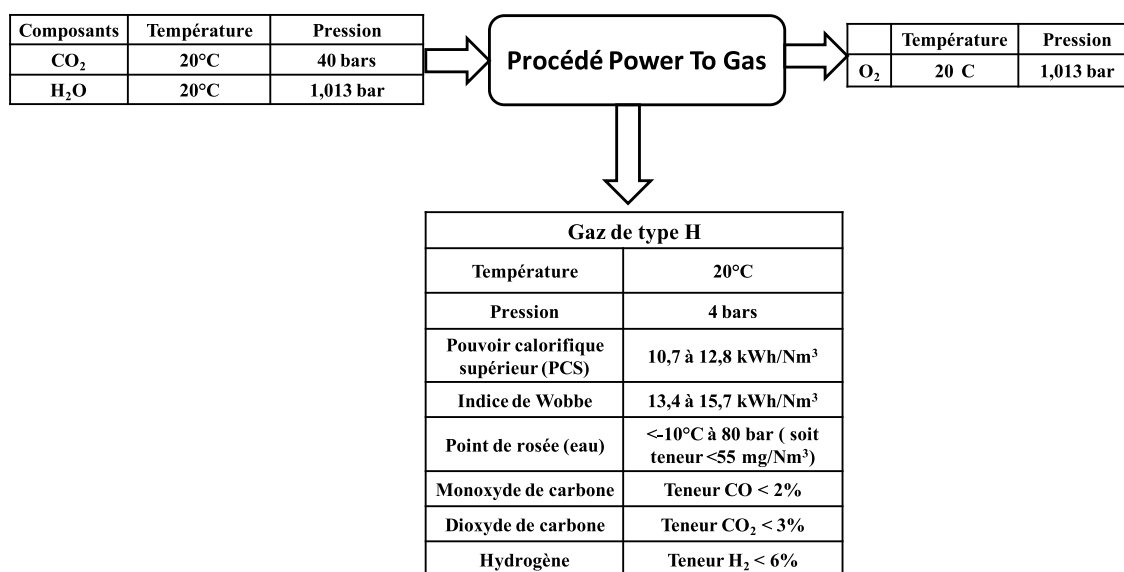 Composants Température Pression
CO₂ 20°C 40 bars
H₂O 20°C 1,013 bar
Procédé Power To Gas
Température Pression
O₂ 20 C 1,013 bar
Gaz de type H
Température 20°C
Pression 4 bars
Pouvoir calorifique
supérieur (PCS)
10,7 à 12,8 kWh/Nm³
Indice de Wobbe 13,4 à 15,7 kWh/Nm³
Point de rosée (eau)
<-10°C à 80 bar ( soit
teneur <55 mg/Nm³)
Monoxyde de carbone Teneur CO < 2%
Dioxyde de carbone Teneur CO₂ < 3%
Hydrogène Teneur H₂ < 6%